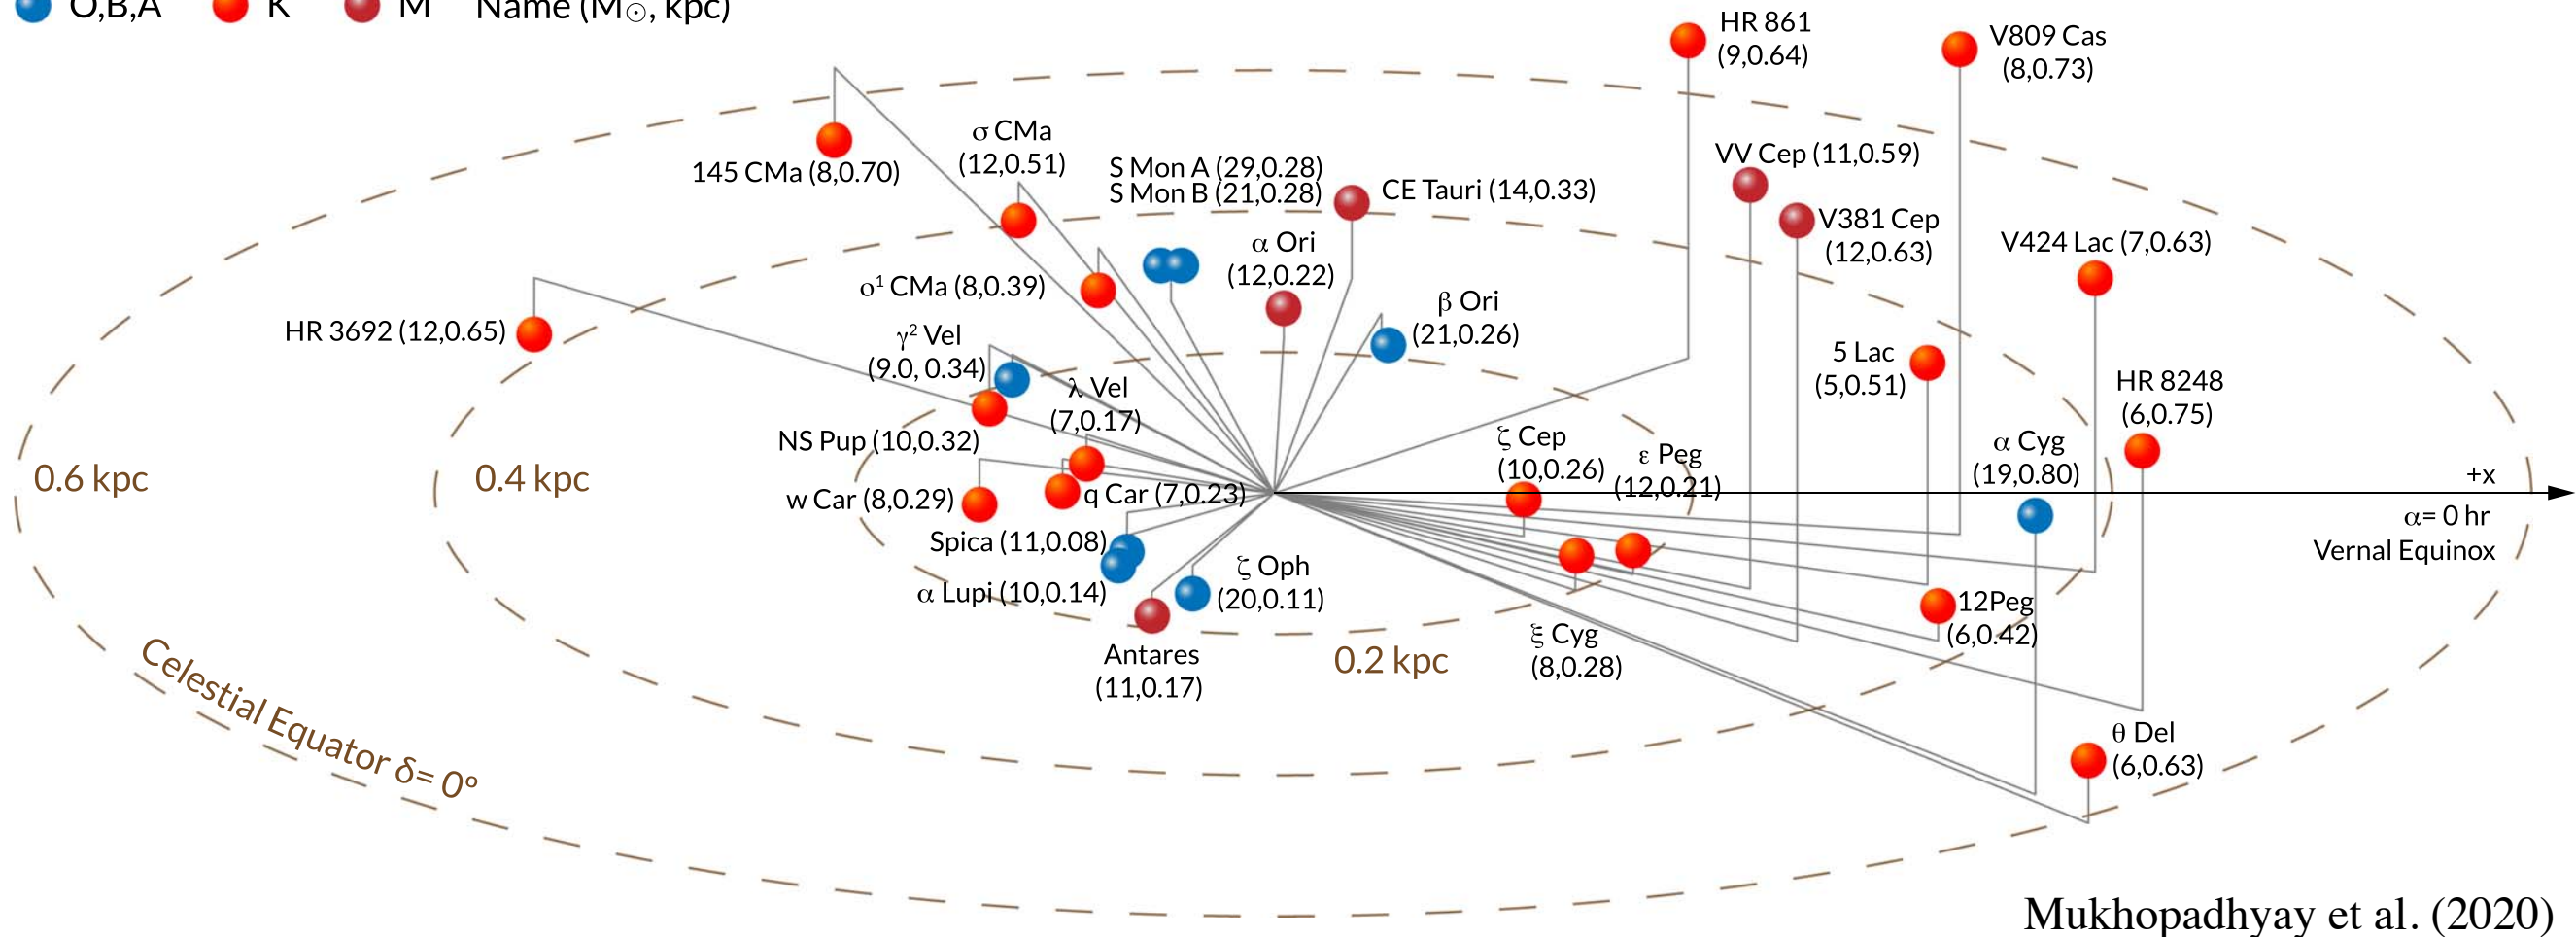 O,B,A K M Name (M☉, kpc)
HR 861
(9,0.64)
V809 Cas
(8,0.73)
σ CMa
(12,0.51)
145 CMa (8,0.70)
S Mon A (29,0.28)
S Mon B (21,0.28)
CE Tauri (14,0.33)
VV Cep (11,0.59)
V381 Cep
(12,0.63)
V424 Lac (7,0.63)
α Ori
(12,0.22)
ο¹ CMa (8,0.39)
β Ori
(21,0.26)
HR 3692 (12,0.65)
γ² Vel
(9.0, 0.34)
λ Vel
(7,0.17)
5 Lac
(5,0.51)
HR 8248
(6,0.75)
NS Pup (10,0.32)
ζ Cep
(10,0.26)
ε Peg
(12,0.21)
α Cyg
(19,0.80)
0.6 kpc
0.4 kpc
w Car (8,0.29)
q Car (7,0.23)
+x
α= 0 hr
Vernal Equinox
Spica (11,0.08)
α Lupi (10,0.14)
ζ Oph
(20,0.11)
12Peg
(6,0.42)
Antares
(11,0.17)
0.2 kpc
ξ Cyg
(8,0.28)
Celestial Equator δ= 0º
θ Del
(6,0.63)
Mukhopadhyay et al. (2020)